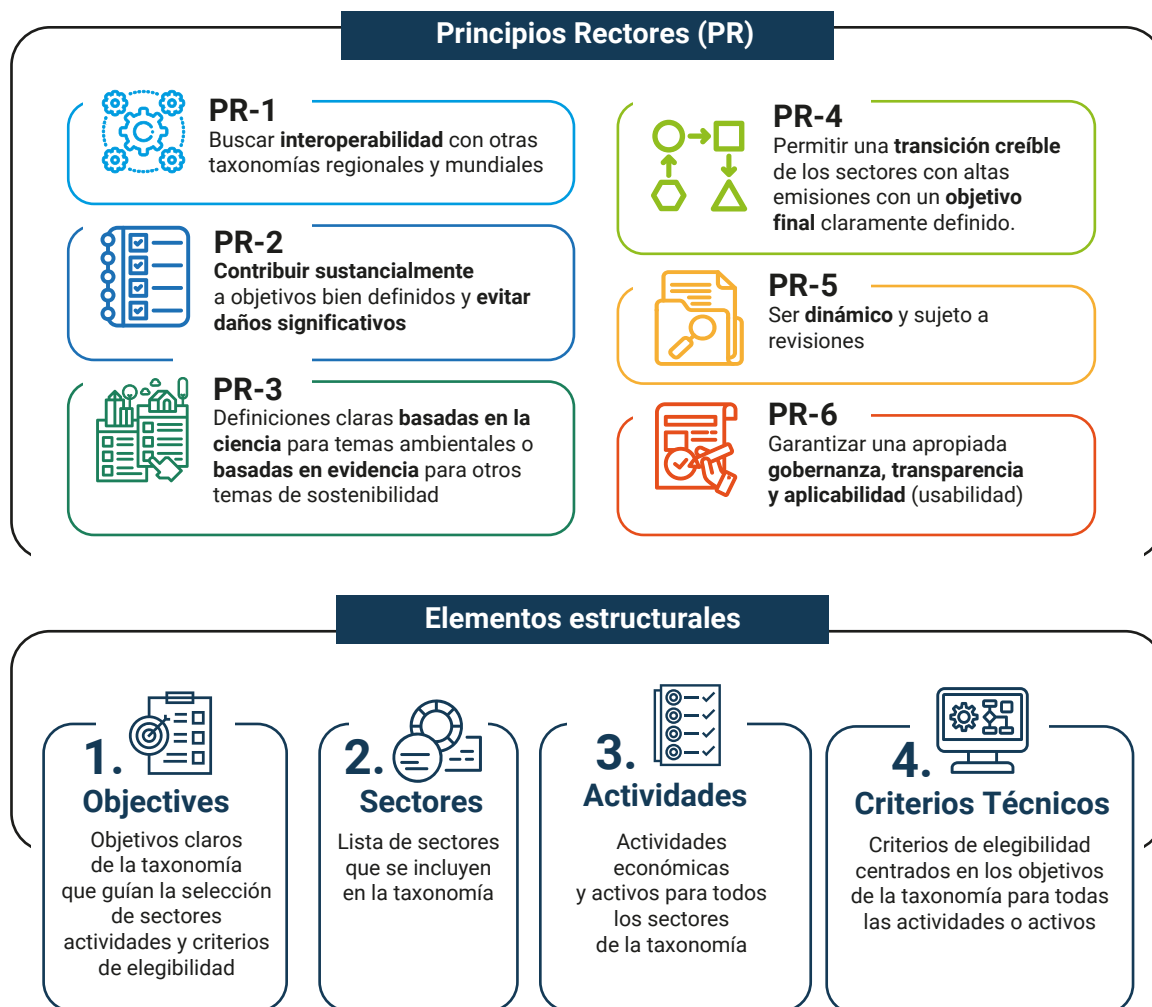 Principios Rectores (PR)
PR-1
Buscar interoperabilidad con otras
taxonomías regionales y mundiales
PR-2
Contribuir sustancialmente
a objetivos bien definidos y evitar
daños significativos
PR-3
Definiciones claras basadas en la
ciencia para temas ambientales o
basadas en evidencia para otros
temas de sostenibilidad
PR-4
Permitir una transición creíble
de los sectores con altas
emisiones con un objetivo
final claramente definido.
PR-5
Ser dinámico y sujeto a
revisiones
PR-6
Garantizar una apropiada
gobernanza, transparencia
y aplicabilidad (usabilidad)
Elementos estructurales
1.
Objectives
Objetivos claros
de la taxonomía
que guían la selección
de sectores
actividades y criterios
de elegibilidad
2.
Sectores
Lista de sectores
que se incluyen
en la taxonomía
3.
Actividades
Actividades
económicas
y activos para todos
los sectores
de la taxonomía
4.
Criterios Técnicos
Criterios de elegibilidad
centrados en los objetivos
de la taxonomía para todas
las actividades o activos